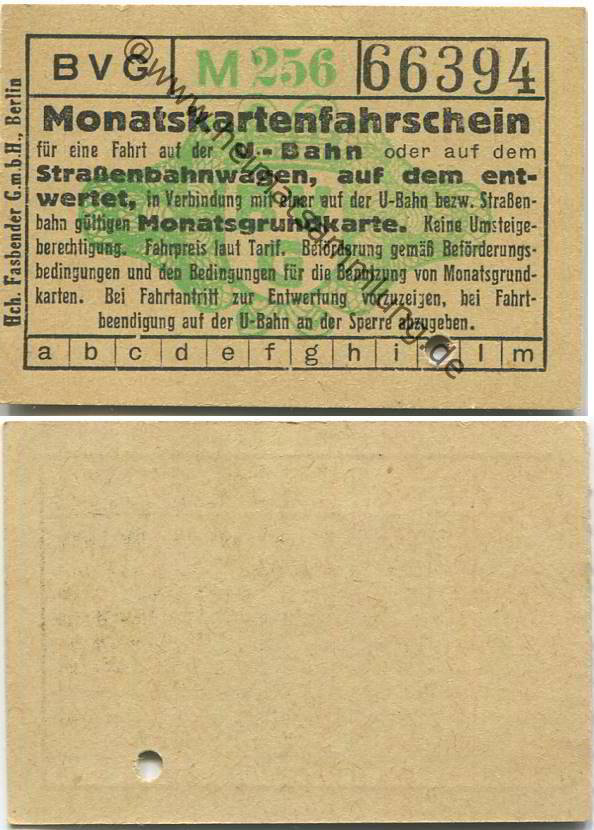 BVG M 256 66394
Monatskartenfahrschein
für eine Fahrt auf der U-Bahn oder auf dem
Straßenbahnwagen, auf dem ent-
wertet, in Verbindung mit einer auf der U-Bahn bezw. Straßen-
bahn gültigen Monatsgrundkarte. Keine Umsteige-
berechtigung. Fahrpreis laut Tarif. Beförderung gemäß Beförderungs-
bedingungen und den Bedingungen für die Benutzung von Monatsgrund-
karten. Bei Fahrtantritt zur Entwertung vorzuzeigen, bei Fahrt-
beendigung auf der U-Bahn an der Sperre abzugeben.
a b c d e f g h i l m
Hch. Fasbender G.m.b.H., Berlin
@www.heimatsammlung.de